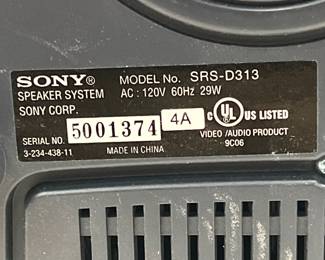 SONY® MODEL No. SRS-D313
SPEAKER SYSTEM AC : 120V 60Hz 29W
SONY CORP.
c UL ® US LISTED
SERIAL NO. 5001374 4A VIDEO / AUDIO PRODUCT
3-234-438-11 MADE IN CHINA 9C06